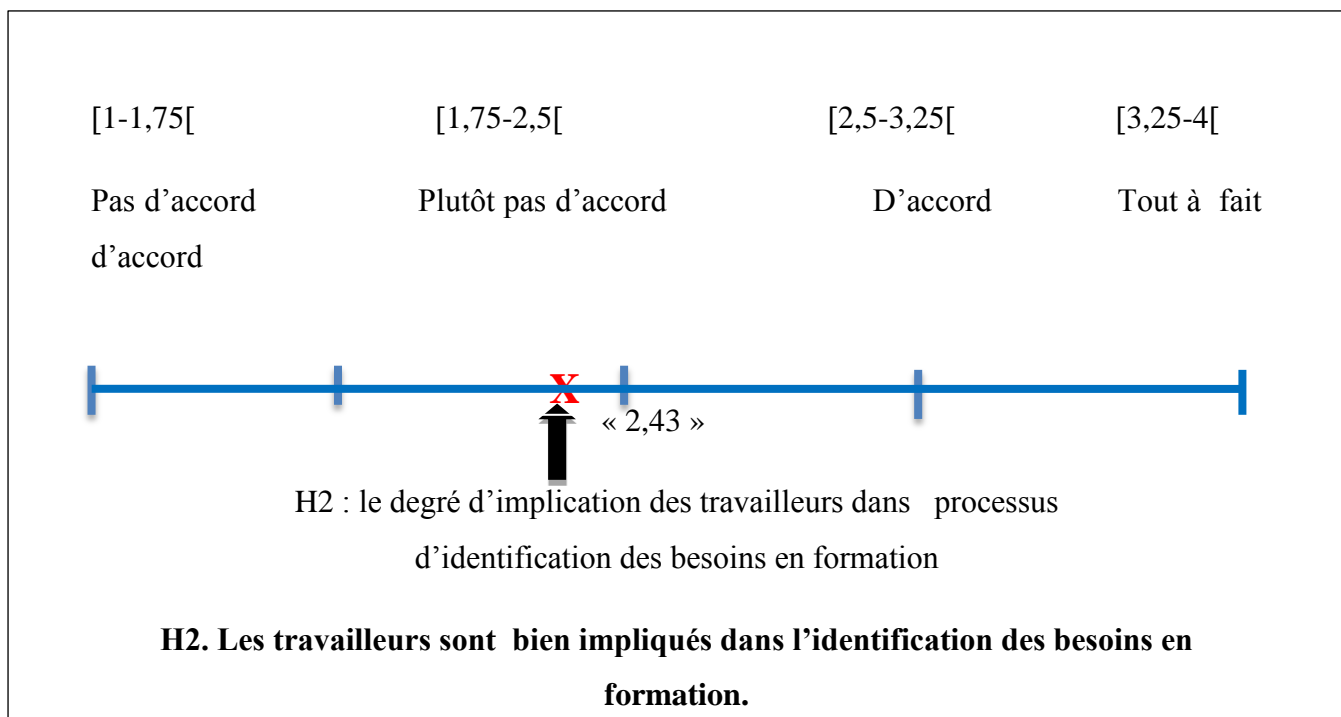 [1-1,75[ [1,75-2,5[ [2,5-3,25[ [3,25-4[
Pas d’accord Plutôt pas d’accord D’accord Tout à fait
d’accord
X
« 2,43 »
H2 : le degré d’implication des travailleurs dans processus
d’identification des besoins en formation
H2. Les travailleurs sont bien impliqués dans l’identification des besoins en
formation.